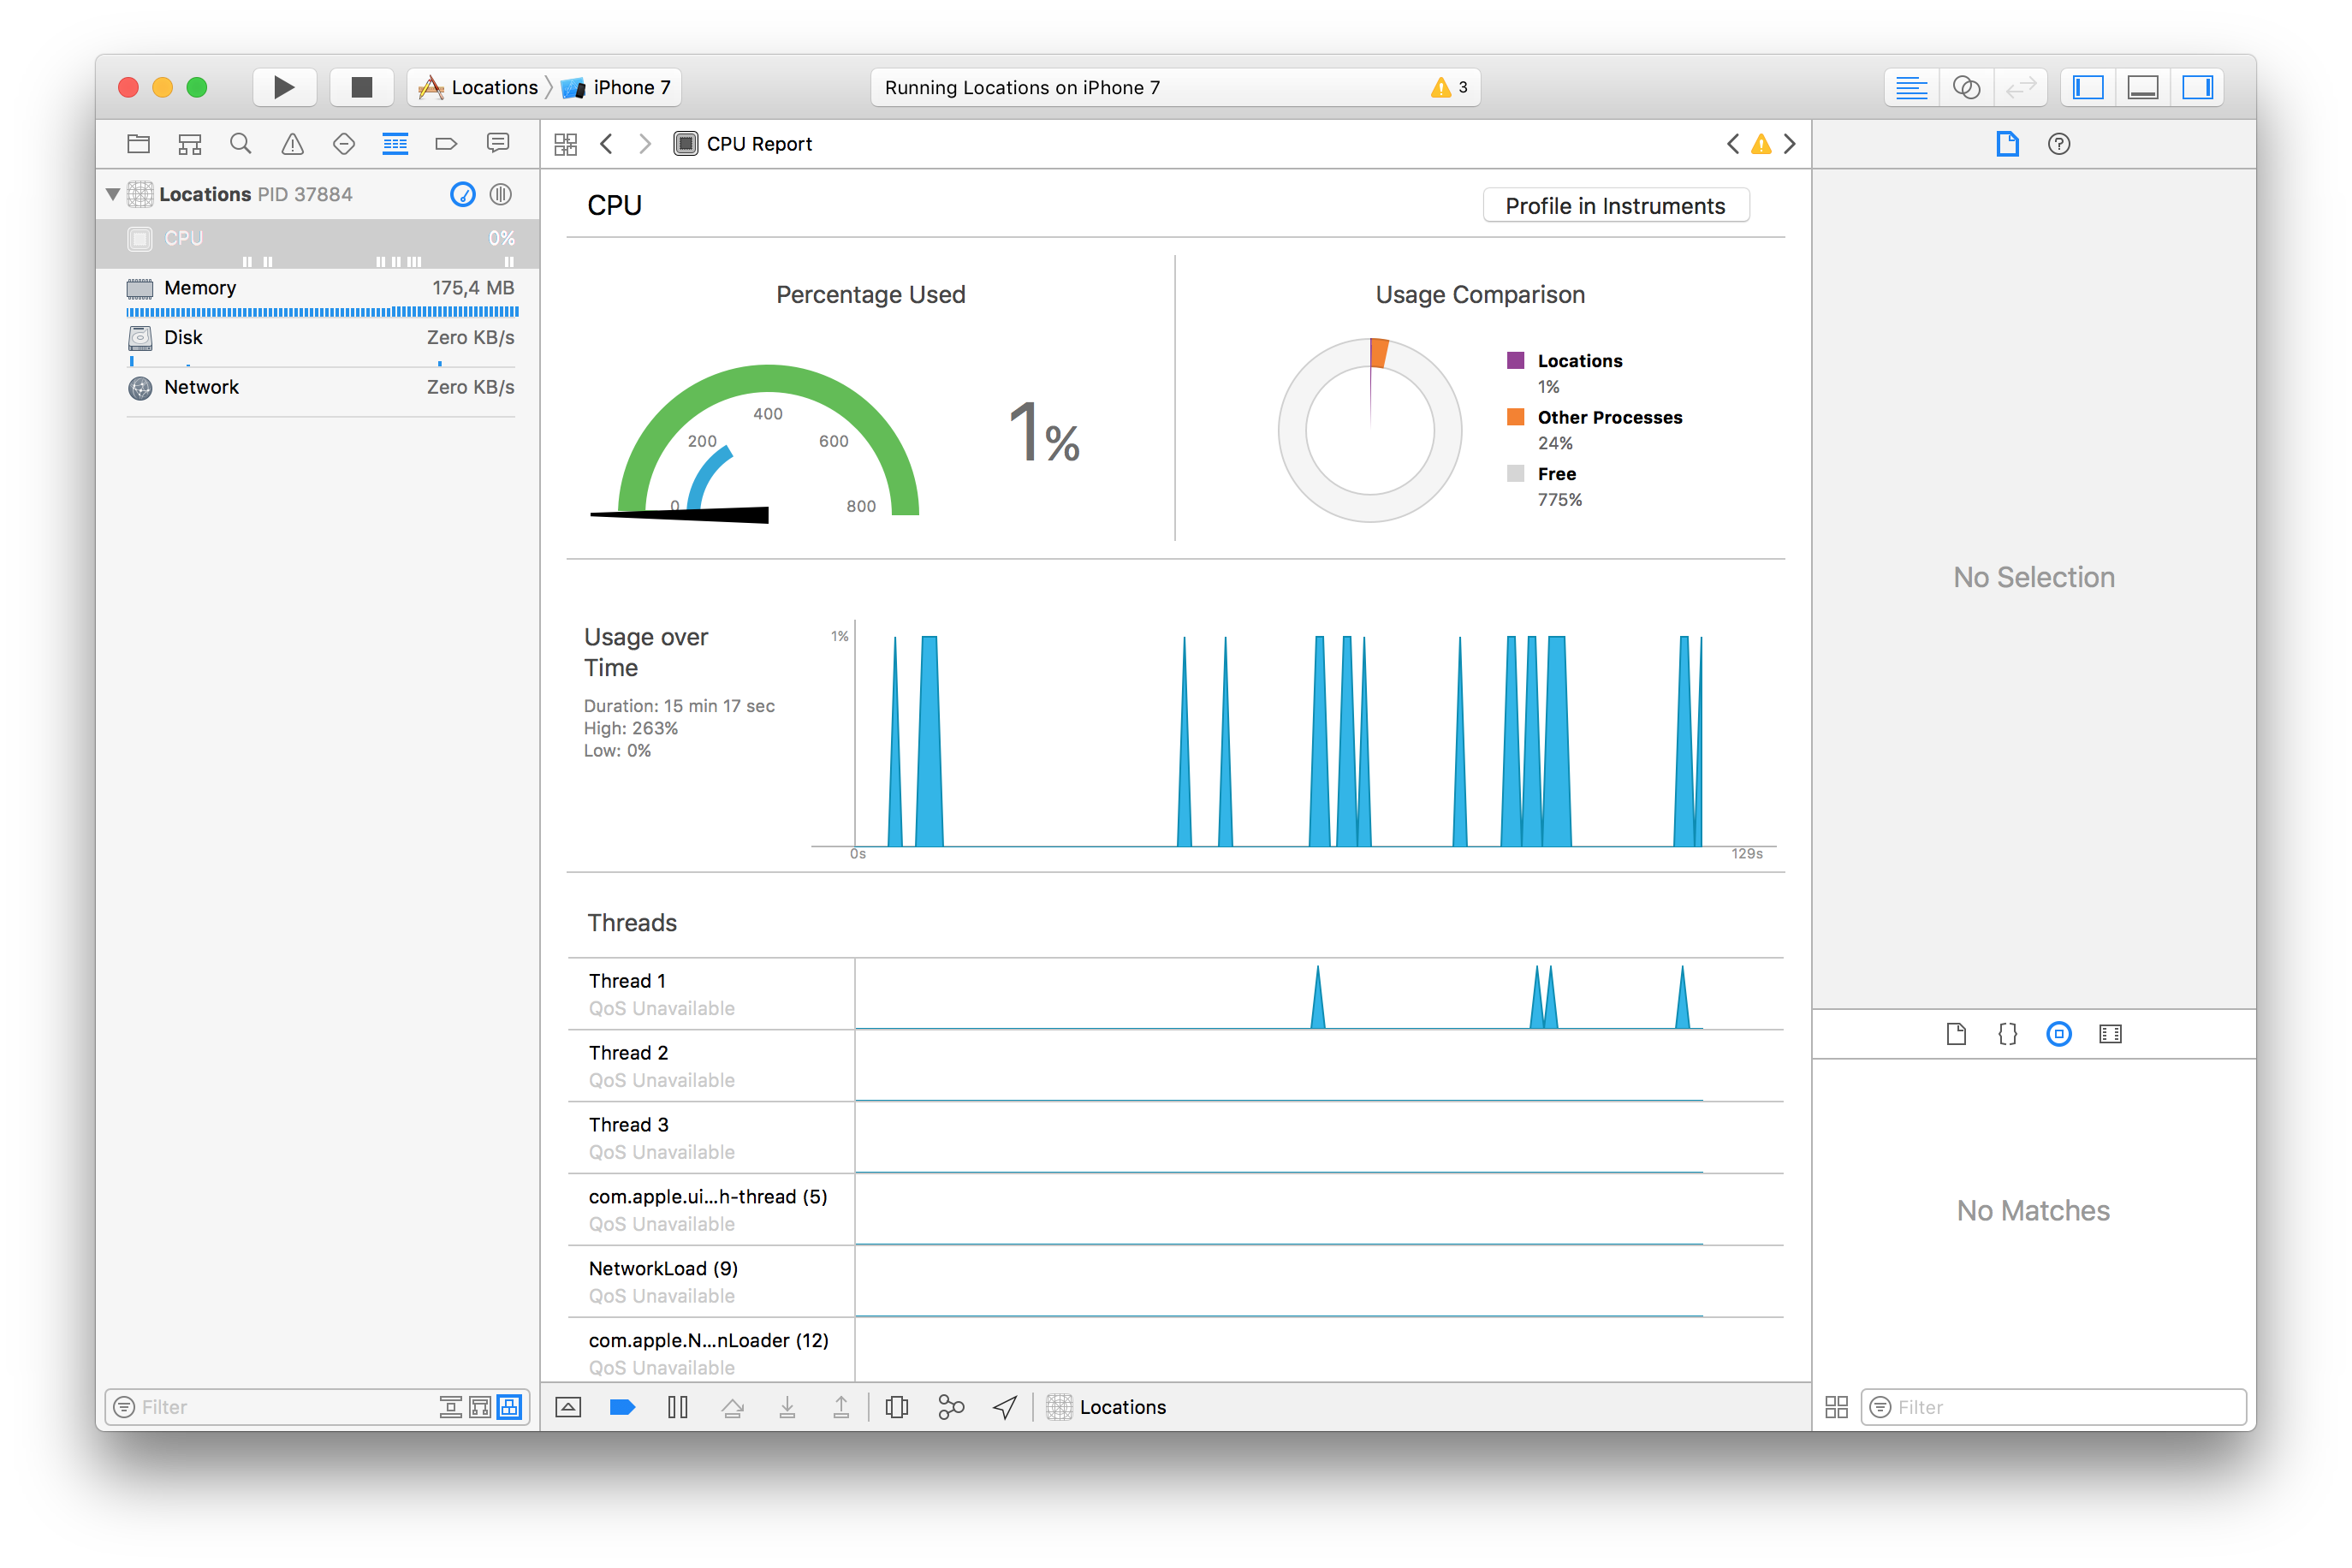 Locations
iPhone 7
Running Locations on iPhone 7
3
CPU Report
Locations PID 37884
CPU
0%
Memory
175,4 MB
Disk
Zero KB/s
Network
Zero KB/s
CPU
Profile in Instruments
Percentage Used
0
200
400
600
800
1%
Usage Comparison
Locations
1%
Other Processes
24%
Free
775%
Usage over
Time
Duration: 15 min 17 sec
High: 263%
Low: 0%
1%
0s
129s
Threads
Thread 1
QoS Unavailable
Thread 2
QoS Unavailable
Thread 3
QoS Unavailable
com.apple.ui...h-thread (5)
QoS Unavailable
NetworkLoad (9)
QoS Unavailable
com.apple.N...nLoader (12)
QoS Unavailable
No Selection
No Matches
Filter
Locations
Filter